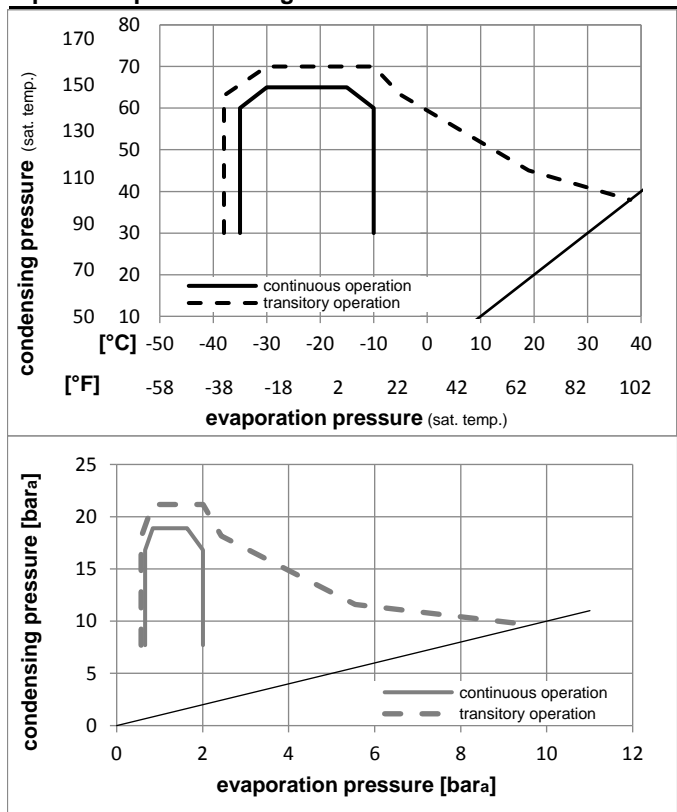 80
170
70
150
60
130
50
110
40
90
30
70
20
50
10
condensing pressure (sat. temp.)
continuous operation
transitory operation
[°C] -50 -40 -30 -20 -10 0 10 20 30 40
[°F] -58 -38 -18 2 22 42 62 82 102
evaporation pressure (sat. temp.)
25
20
15
10
5
0
condensing pressure [bara]
continuous operation
transitory operation
0 2 4 6 8 10 12
evaporation pressure [bara]